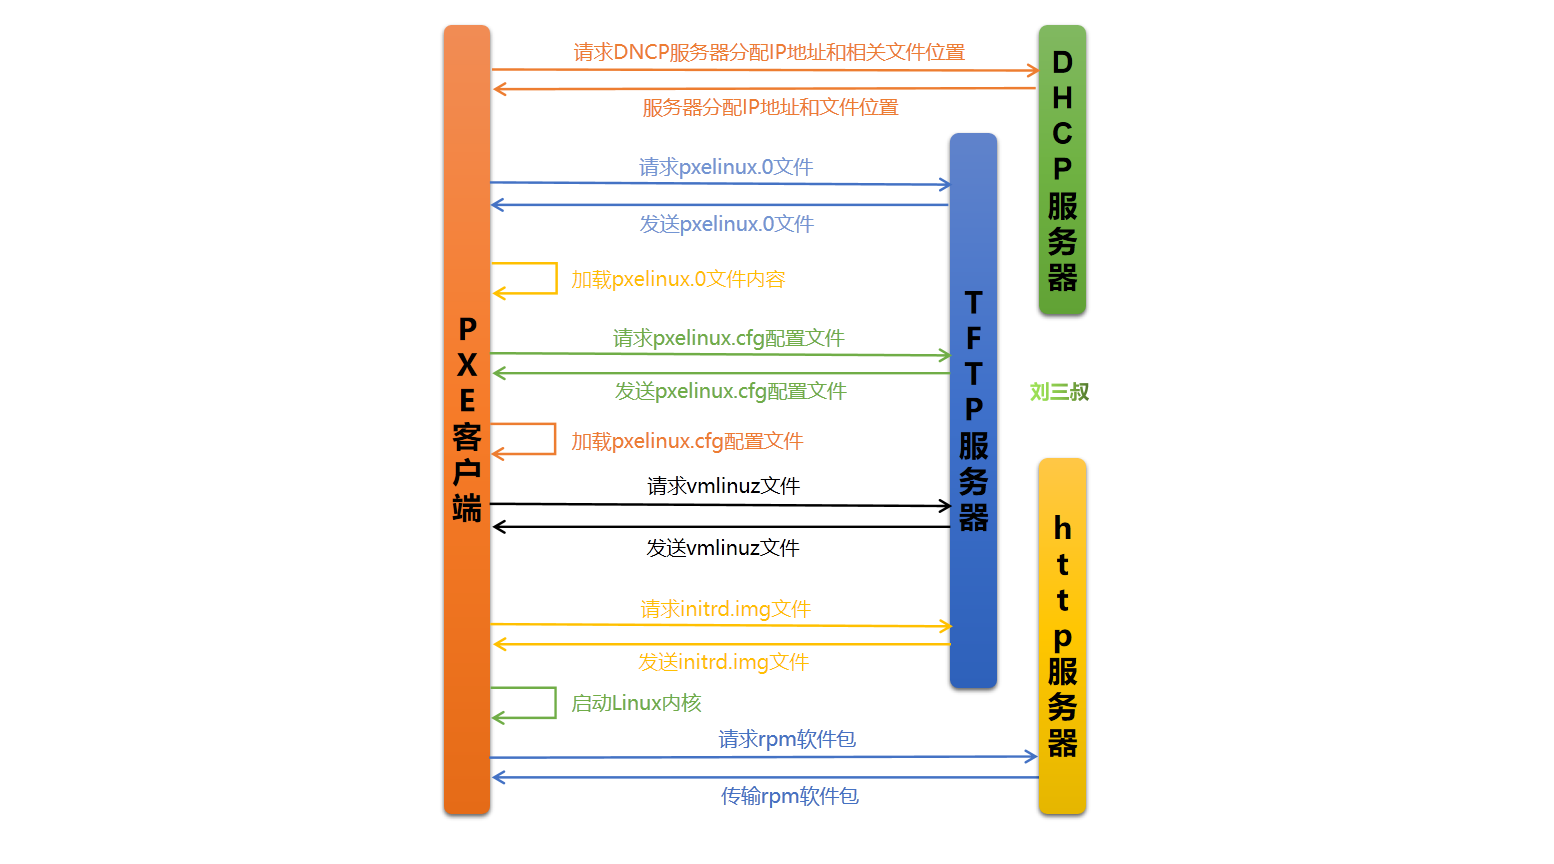 请求DNCP服务器分配IP地址和相关文件位置
服务器分配IP地址和文件位置
请求pxelinux.0文件
发送pxelinux.0文件
加载pxelinux.0文件内容
请求pxelinux.cfg配置文件
发送pxelinux.cfg配置文件
加载pxelinux.cfg配置文件
请求vmlinuz文件
发送vmlinuz文件
请求initrd.img文件
发送initrd.img文件
启动Linux内核
请求rpm软件包
传输rpm软件包
PXE客户端
TFTP服务器
DHCP服务器
刘三叔
http服务器